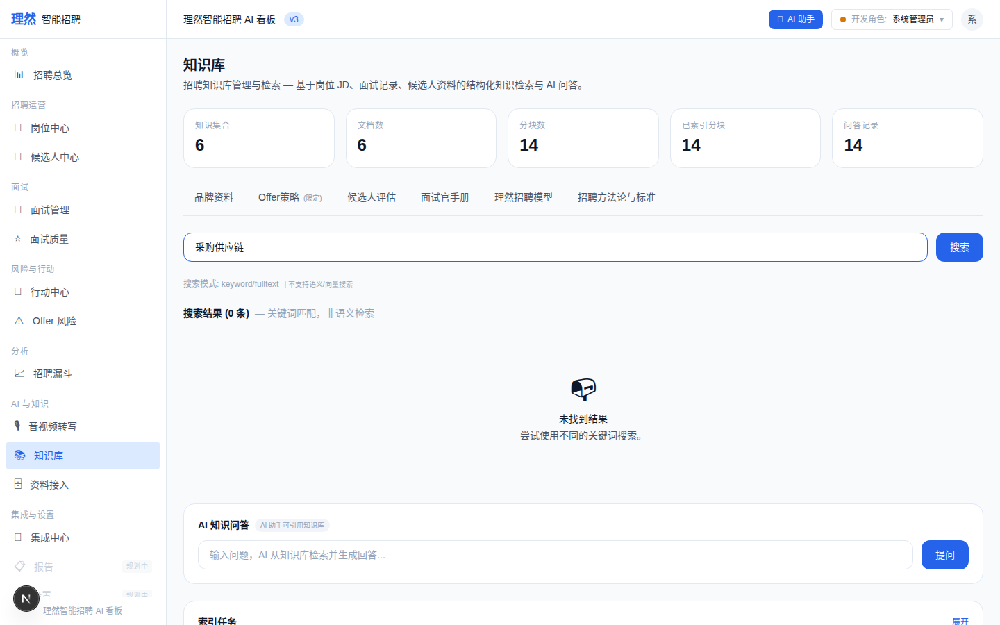 理然 智能招聘
概览
招聘总览
招聘运营
岗位中心
候选人中心
面试
面试管理
面试质量
风险与行动
行动中心
Offer 风险
分析
招聘漏斗
AI 与知识
音视频转写
知识库
资料接入
集成与设置
集成中心
报告 规划中
置 规划中
理然智能招聘 AI 看板
理然智能招聘 AI 看板 v3
AI 助手
开发角色: 系统管理员 ▾
系
知识库
招聘知识库管理与检索 — 基于岗位 JD、面试记录、候选人资料的结构化知识检索与 AI 问答。
知识集合
6
文档数
6
分块数
14
已索引分块
14
问答记录
14
品牌资料 Offer策略 (限定) 候选人评估 面试官手册 理然招聘模型 招聘方法论与标准
采购供应链
搜索
搜索模式: keyword/fulltext | 不支持语义/向量搜索
搜索结果 (0 条) — 关键词匹配，非语义检索
未找到结果
尝试使用不同的关键词搜索。
AI 知识问答 AI 助手可引用知识库
输入问题，AI 从知识库检索并生成回答...
提问
索引任务 展开